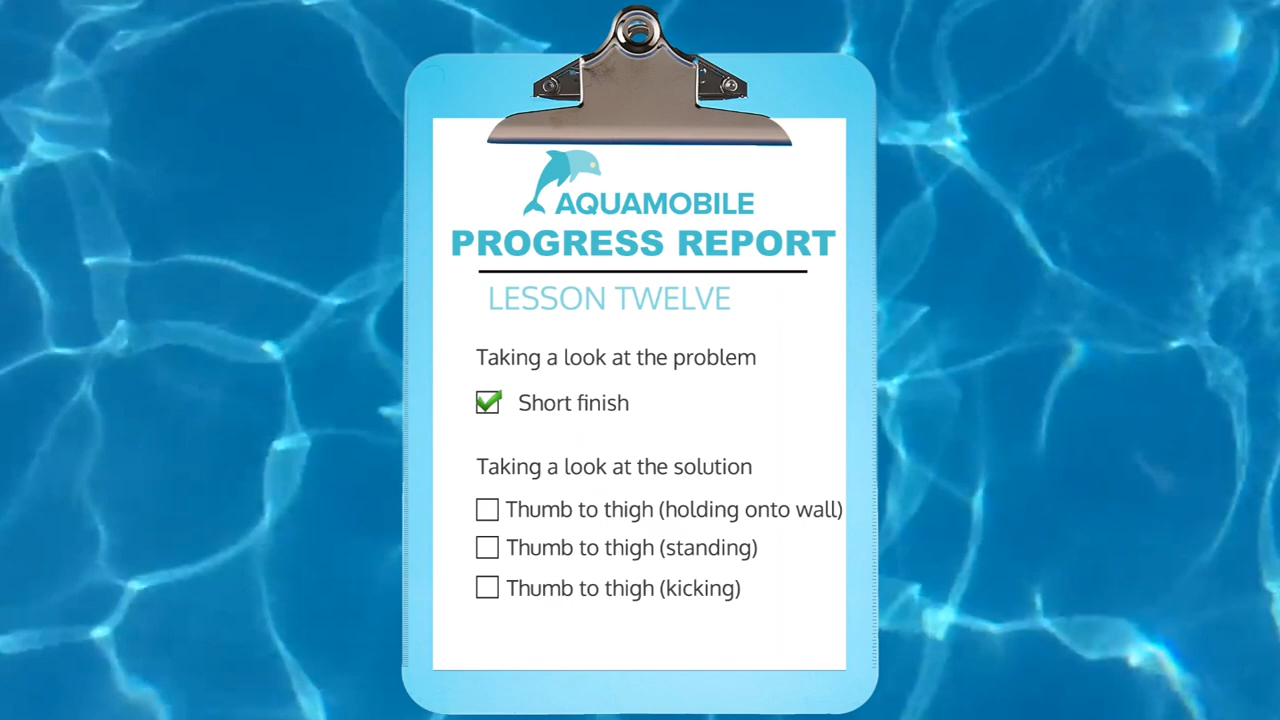 AQUAMOBILE
PROGRESS REPORT
LESSON TWELVE
Taking a look at the problem
Short finish
Taking a look at the solution
Thumb to thigh (holding onto wall)
Thumb to thigh (standing)
Thumb to thigh (kicking)